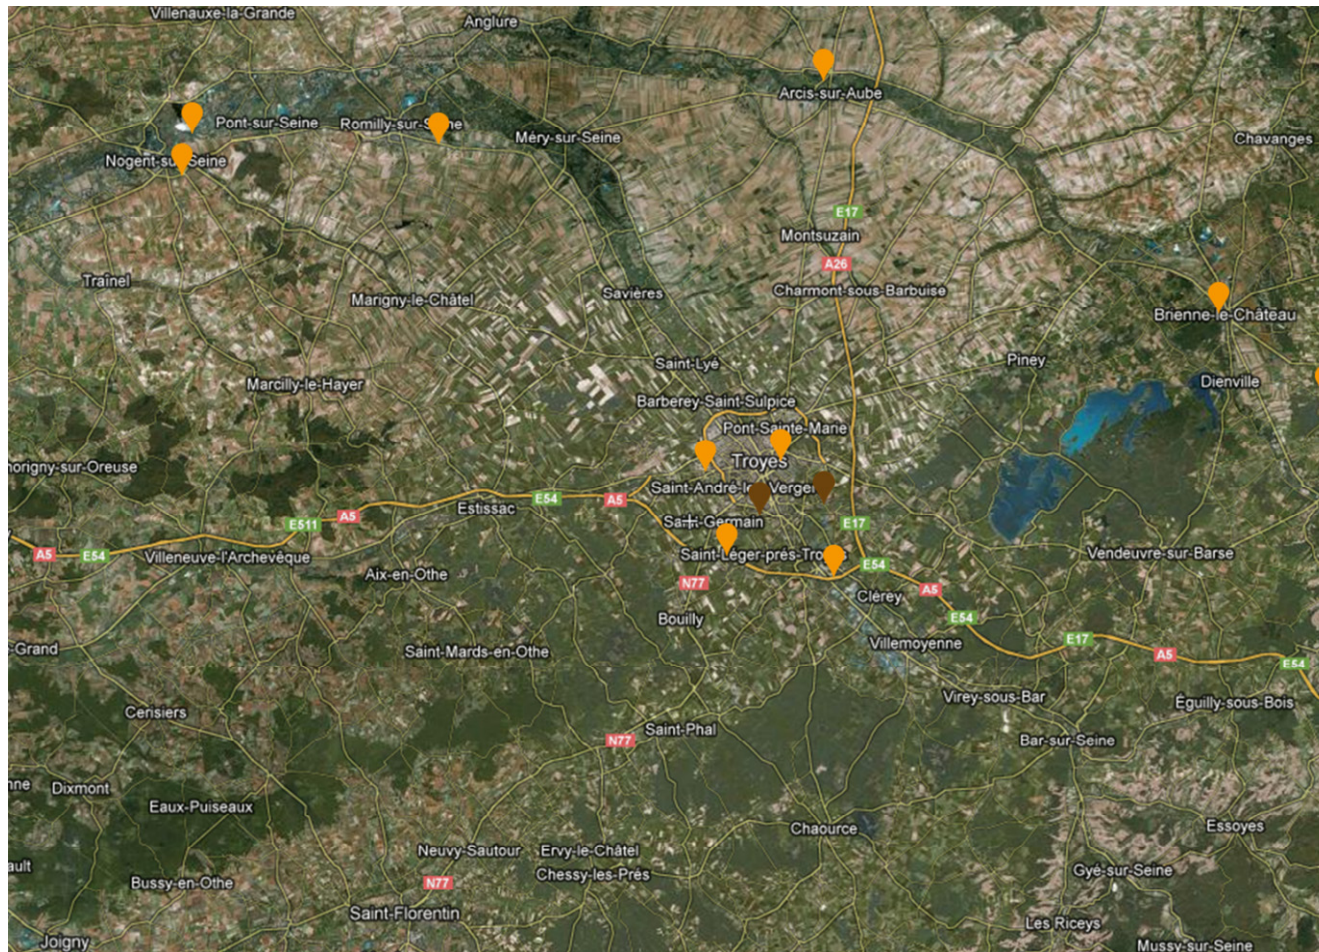 Villenauxe-la-Grande
Anglure
Arcis-sur-Aube
Pont-sur-Seine
Romilly-sur-Seine
Méry-sur-Seine
Chavanges
Nogent-sur-Seine
E17
Montsuzain
A26
Traînel
Marigny-le-Châtel
Savières
Charmont-sous-Barbuise
Brienne-le-Château
Saint-Lyé
Piney
Marcilly-le-Hayer
Dienville
Barberey-Saint-Sulpice
Pont-Sainte-Marie
Troyes
horigny-sur-Oreuse
Saint-André-les-Vergers
E54
A5
Estissac
A5
E511
Saint-Germain
E17
A5
E54
Villeneuve-l'Archevêque
Saint-Léger-près-Troyes
Vendeuvre-sur-Barse
E54
Aix-en-Othe
N77
A5
Clérey
E54
Bouilly
Villemoyenne
E17
-Grand
Saint-Mards-en-Othe
A5
E54
Virey-sous-Bar
Éguilly-sous-Bois
Cerisiers
Saint-Phal
N77
Bar-sur-Seine
nne
Dixmont
Eaux-Puiseaux
Chaource
Essoyes
ault
Neuvy-Sautour
Ervy-le-Châtel
Gyé-sur-Seine
Bussy-en-Othe
N77
Chessy-les-Prés
Saint-Florentin
Les Riceys
Joigny
Mussy-sur-Seine